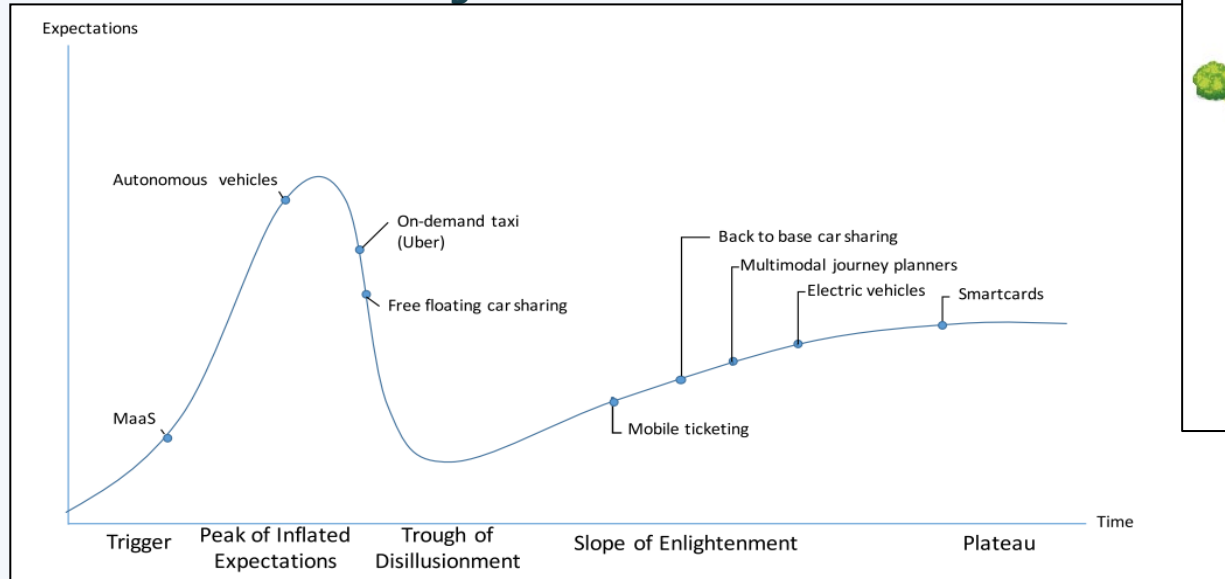 Expectations
Autonomous vehicles
On-demand taxi
(Uber)
Back to base car sharing
Multimodal journey planners
Electric vehicles
Smartcards
Free floating car sharing
MaaS
Mobile ticketing
Time
Trigger
Peak of Inflated
Expectations
Trough of
Disillusionment
Slope of Enlightenment
Plateau